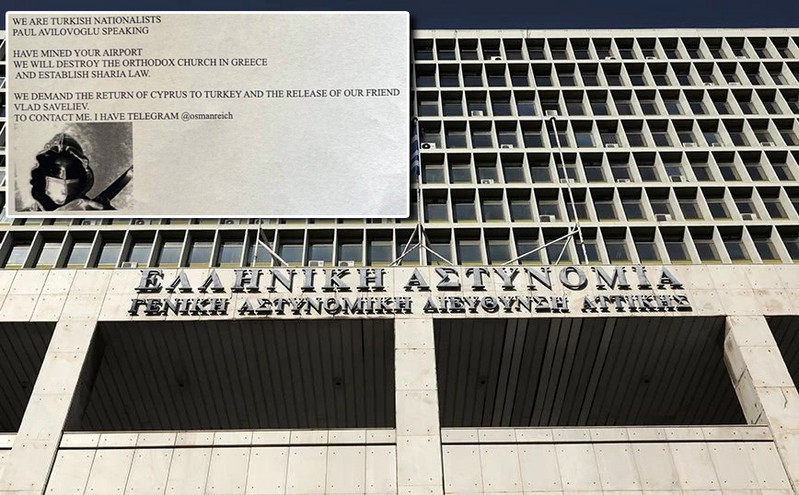 WE ARE TURKISH NATIONALISTS
PAUL AVILOVOGLU SPEAKING
HAVE MINED YOUR AIRPORT
WE WILL DESTROY THE ORTHODOX CHURCH IN GREECE
AND ESTABLISH SHARIA LAW.
WE DEMAND THE RETURN OF CYPRUS TO TURKEY AND THE RELEASE OF OUR FRIEND
VLAD SAVELIEV.
TO CONTACT ME. I HAVE TELEGRAM @osmanreich
ΕΛΛΗΝΙΚΗ ΑΣΤΥΝΟΜΙΑ
ΓΕΝΙΚΗ ΑΣΤΥΝΟΜΙΚΗ ΔΙΕΥΘΥΝΣΗ ΑΤΤΙΚΗΣ